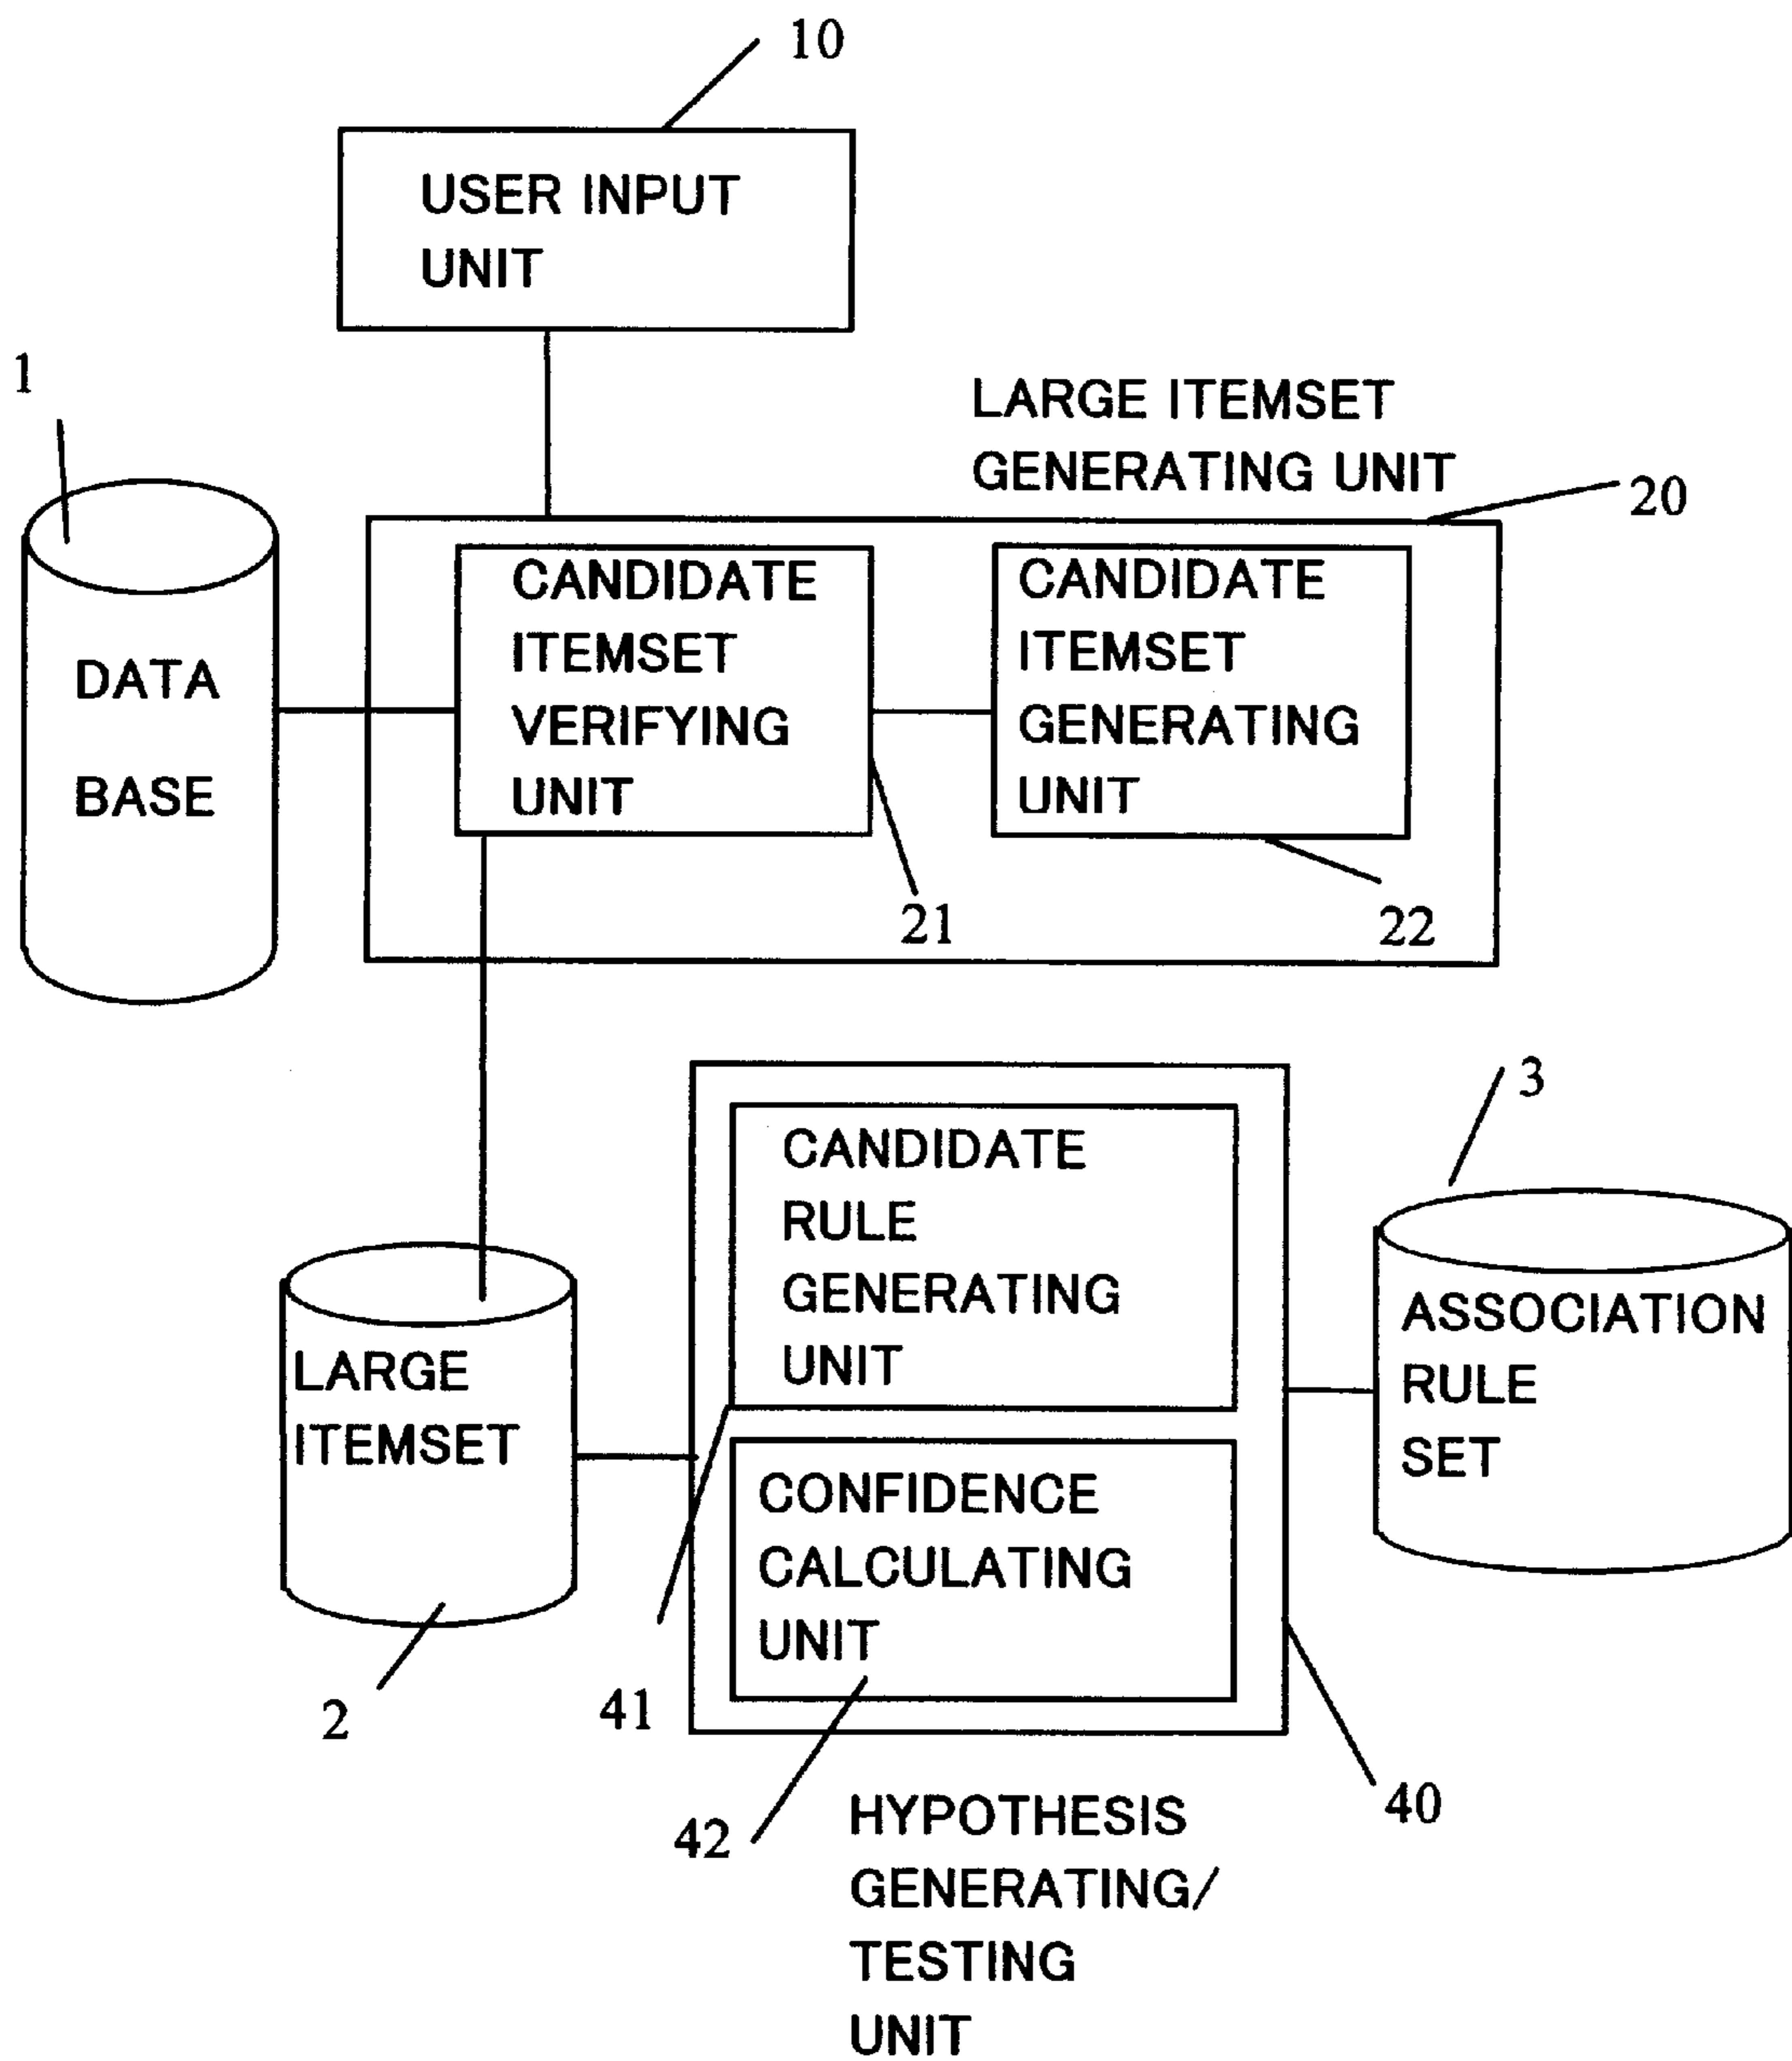 10
USER INPUT
UNIT
1
LARGE ITEMSET
GENERATING UNIT
20
DATA
BASE
CANDIDATE
ITEMSET
VERIFYING
UNIT
CANDIDATE
ITEMSET
GENERATING
UNIT
21
22
3
CANDIDATE
RULE
GENERATING
UNIT
LARGE
ITEMSET
ASSOCIATION
RULE
SET
CONFIDENCE
CALCULATING
UNIT
2
41
42
40
HYPOTHESIS
GENERATING/
TESTING
UNIT